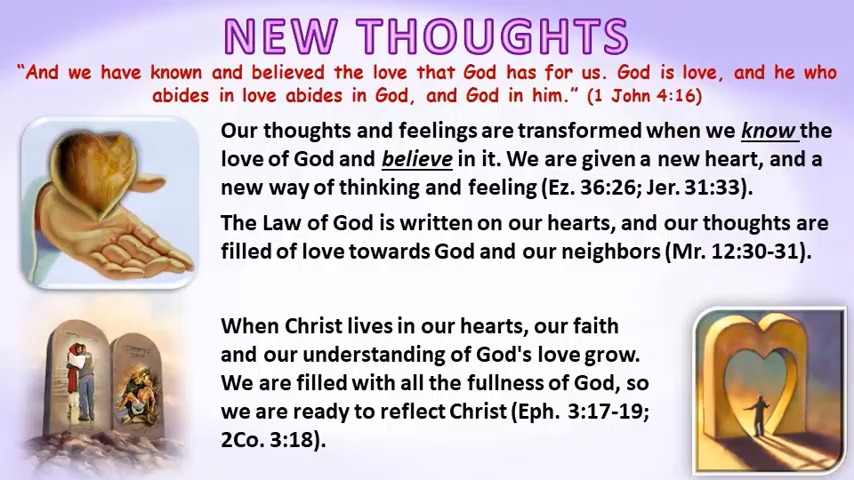 NEW THOUGHTS
“And we have known and believed the love that God has for us. God is love, and he who
abides in love abides in God, and God in him.” (1 John 4:16)
Our thoughts and feelings are transformed when we know the
love of God and believe in it. We are given a new heart, and a
new way of thinking and feeling (Ez. 36:26; Jer. 31:33).
The Law of God is written on our hearts, and our thoughts are
filled of love towards God and our neighbors (Mr. 12:30-31).
When Christ lives in our hearts, our faith
and our understanding of God's love grow.
We are filled with all the fullness of God, so
we are ready to reflect Christ (Eph. 3:17-19;
2Co. 3:18).